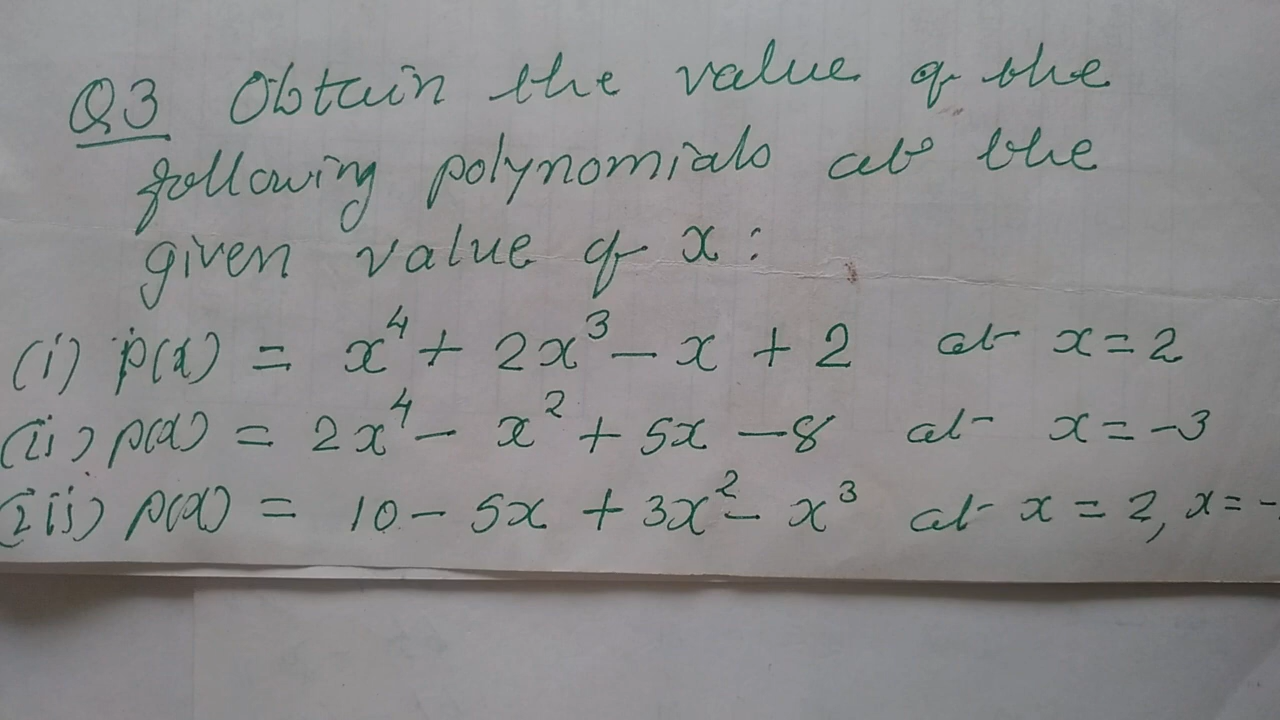 Q3 Obtain the value of the
following polynomials at the
given value of x:
(i) p(x) = x⁴ + 2x³ - x + 2 at x = 2
(ii) p(x) = 2x⁴ - x² + 5x - 8 at x = -3
(iii) p(x) = 10 - 5x + 3x² - x³ at x = 2, x = -